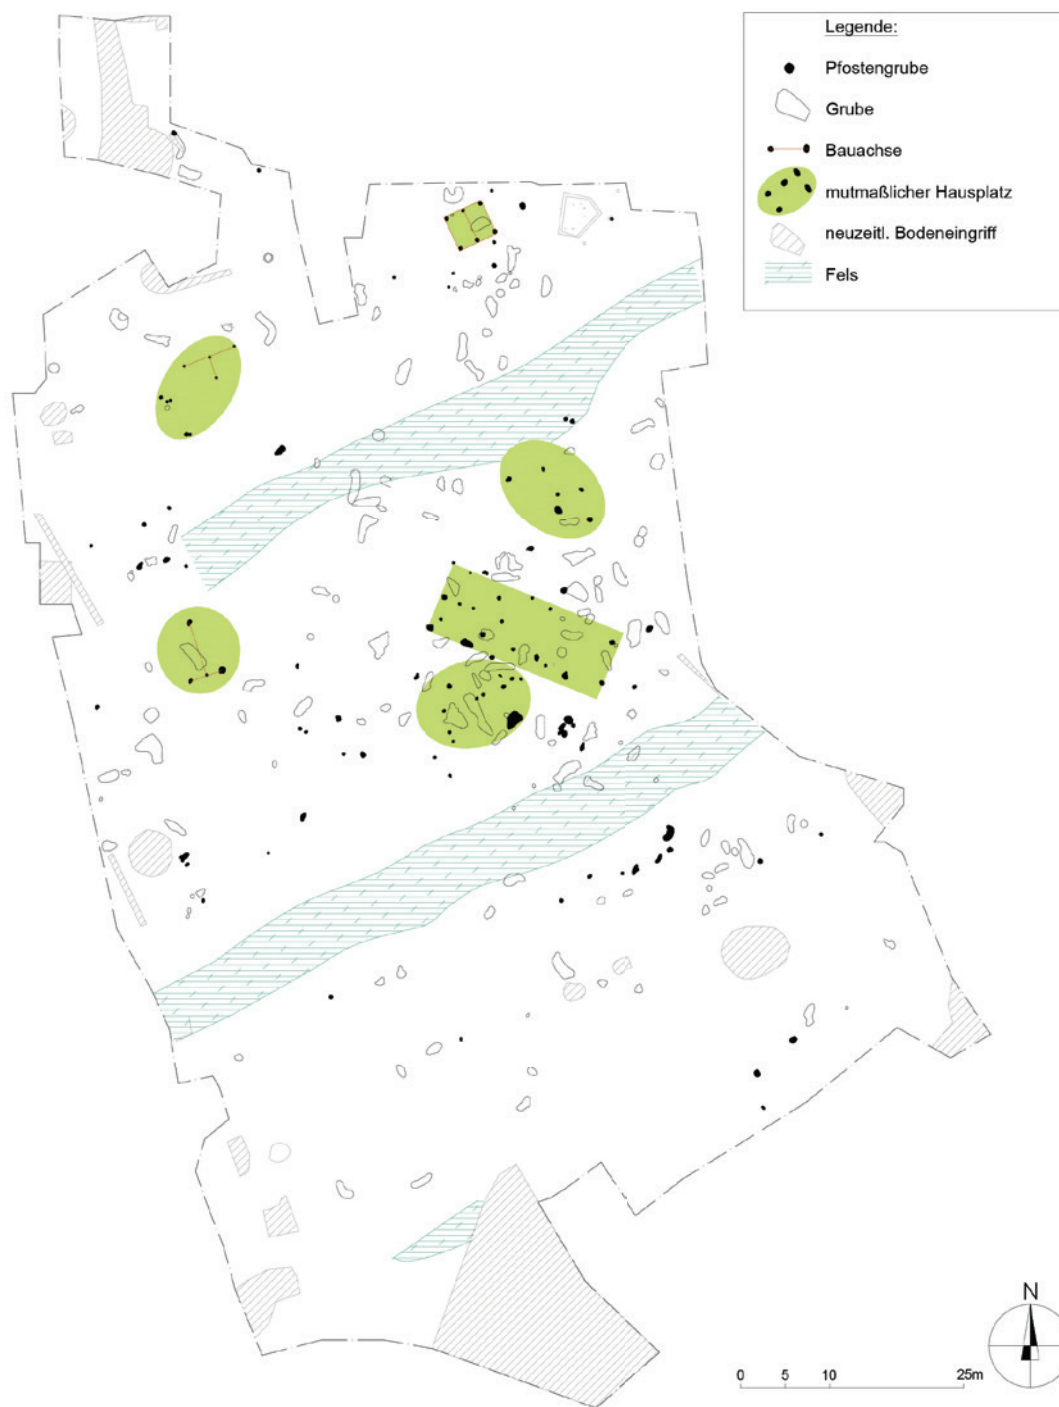 Legende:
Pfostengrube
Grube
Bauachse
mutmaßlicher Hausplatz
neuzeitl. Bodeneingriff
Fels
N
0 5 10 25m